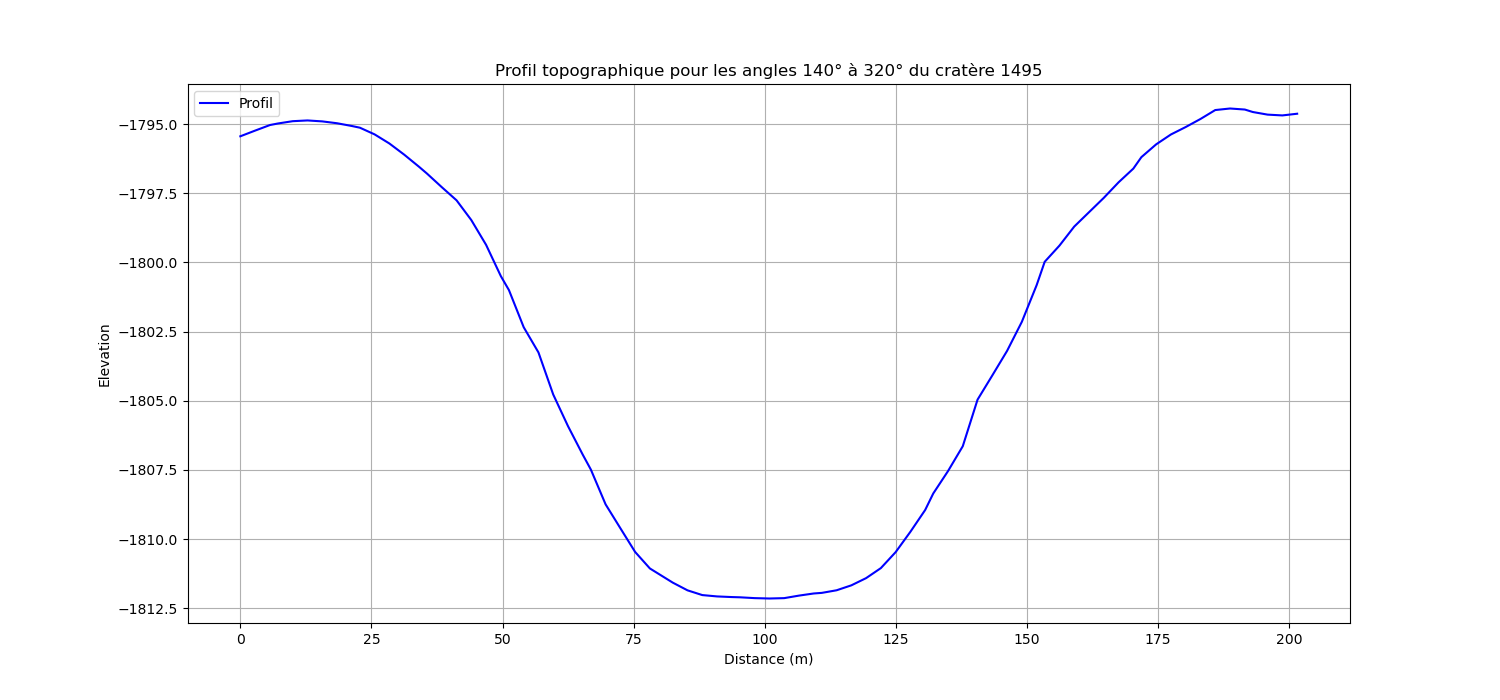 Profil topographique pour les angles 140° à 320° du cratère 1495
Profil
−1795.0
−1797.5
−1800.0
−1802.5
−1805.0
−1807.5
−1810.0
−1812.5
Elevation
0 25 50 75 100 125 150 175 200
Distance (m)